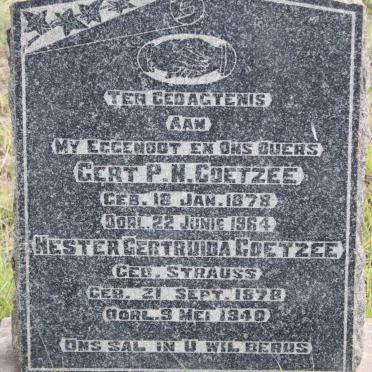 TER GEDAGTENIS
AAN
MY EGGENOOT EN ONS OUERS
GERT P. H. COETZEE
GEB. 18 JAN. 1878
OORL. 22 JUNIE 1964
HESTER GERTRUIDA COETZEE
GEB. STRAUSS
GEB. 21 SEPT. 1878
OORL. 9 MEI 1940
ONS SAL IN U WIL BERUS